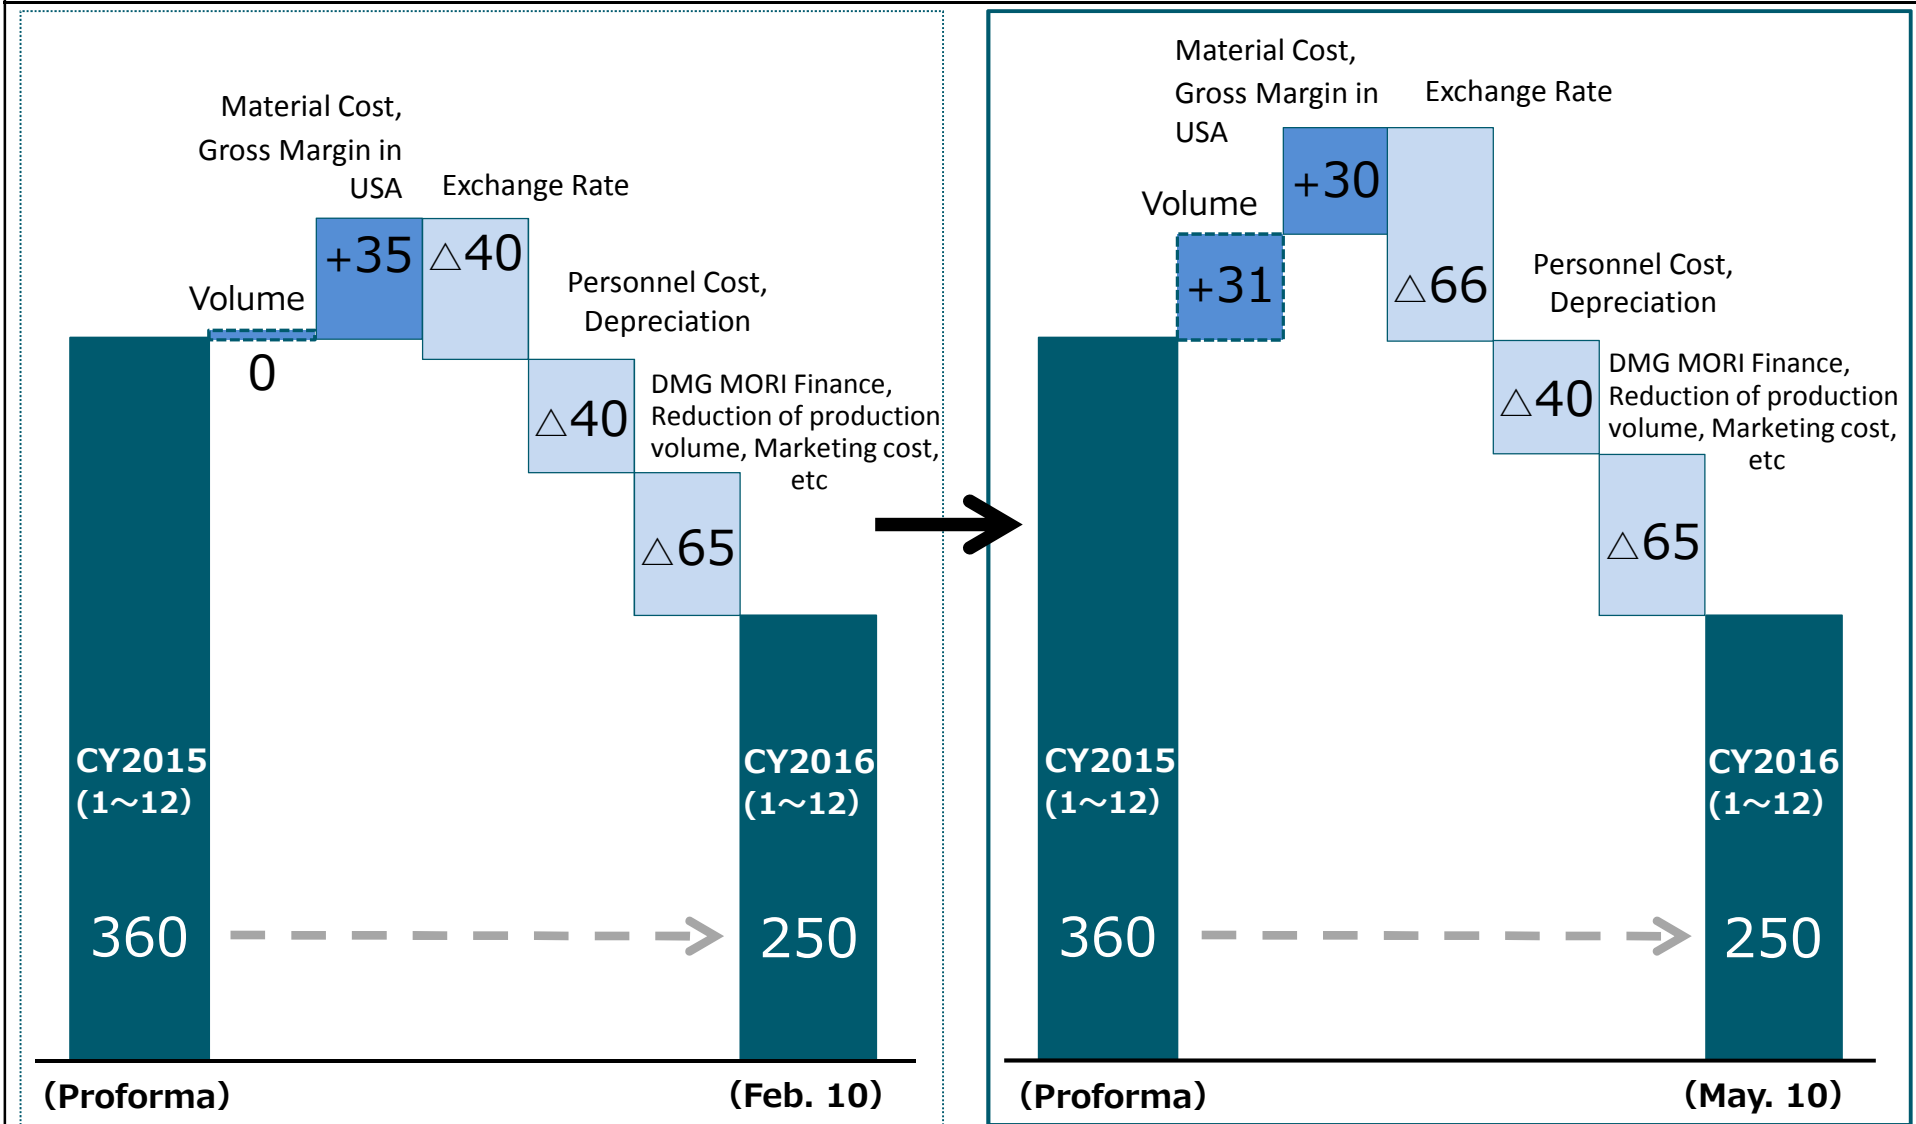 Material Cost,
Gross Margin in
USA
Exchange Rate
Volume
+35
△40
0
Personnel Cost,
Depreciation
△40
DMG MORI Finance,
Reduction of production
volume, Marketing cost,
etc
△65
CY2015
(1～12)
360
CY2016
(1～12)
250
(Proforma)
(Feb. 10)
Material Cost,
Gross Margin in
USA
Exchange Rate
Volume
+30
+31
△66
Personnel Cost,
Depreciation
△40
DMG MORI Finance,
Reduction of production
volume, Marketing cost,
etc
△65
CY2015
(1～12)
360
CY2016
(1～12)
250
(Proforma)
(May. 10)